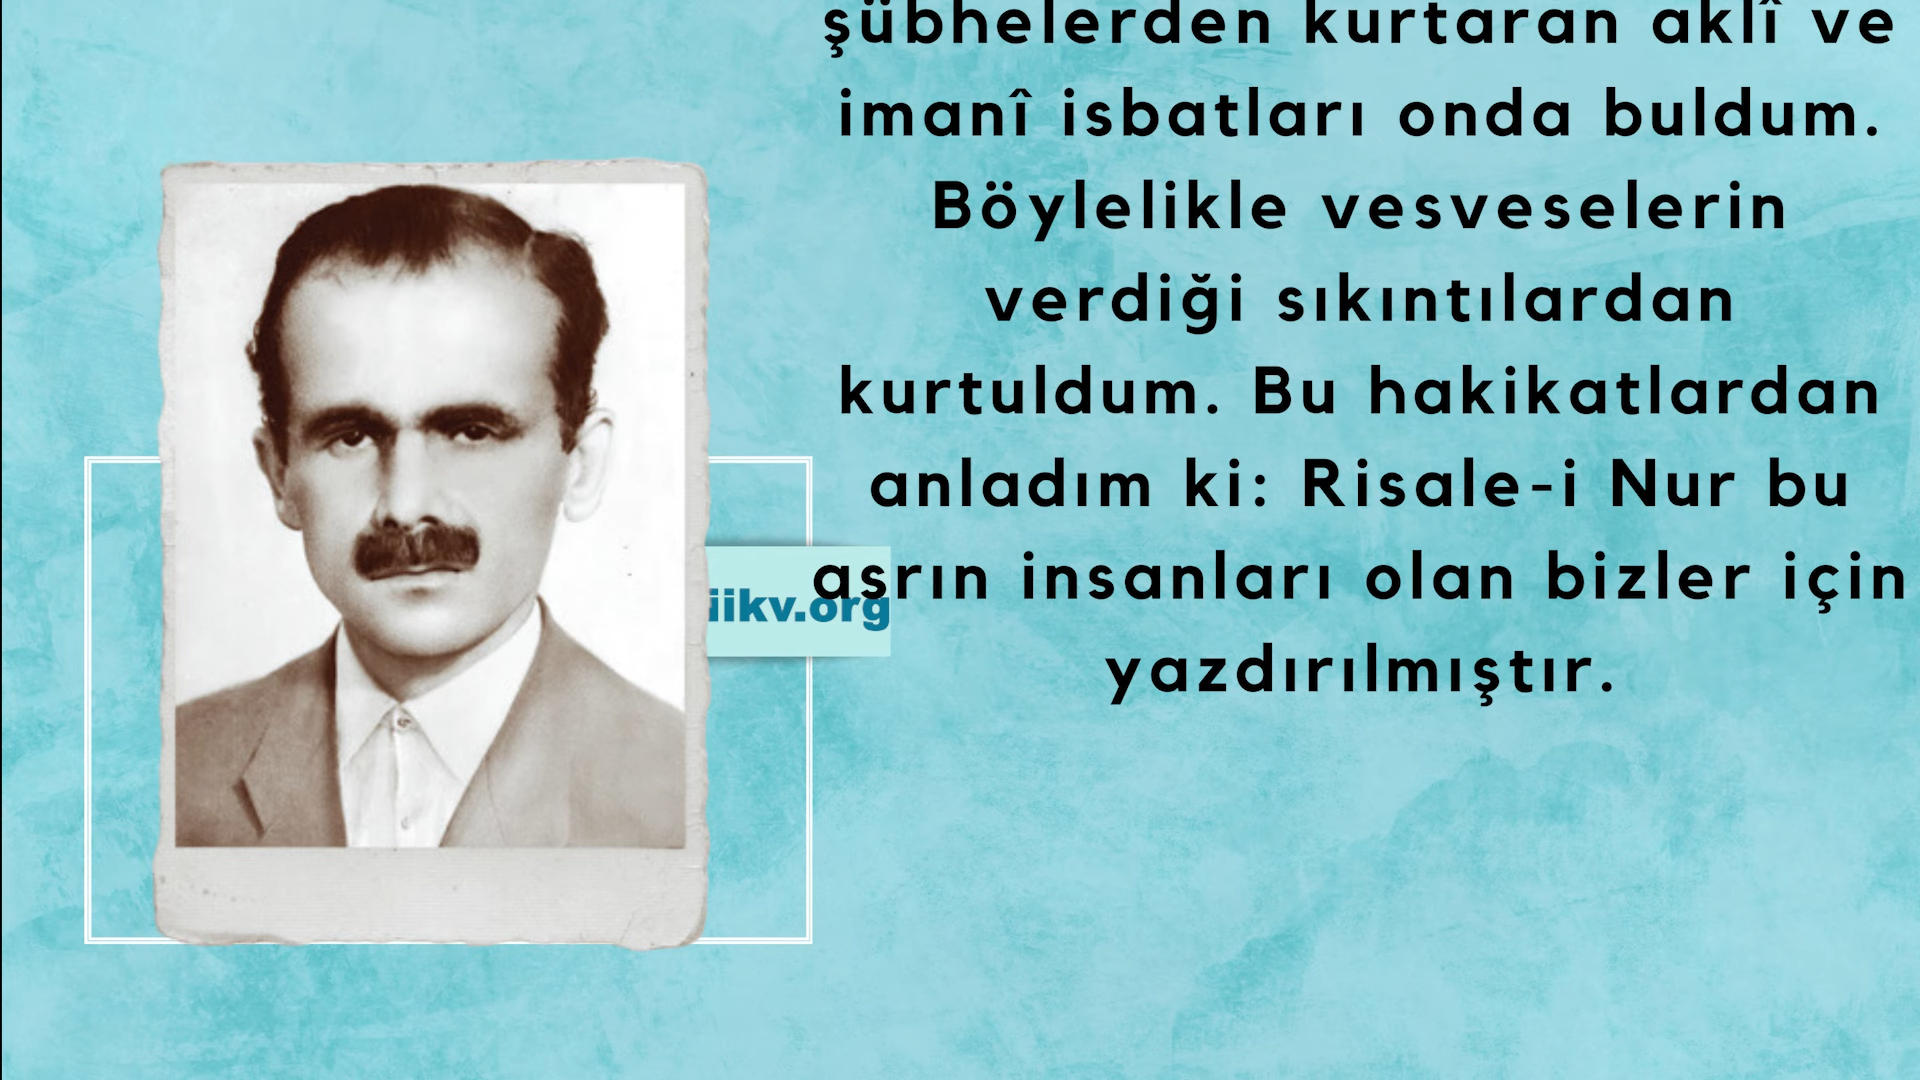 şübhelerden kurtaran aklî ve
imanî isbatları onda buldum.
Böylelikle vesveselerin
verdiği sıkıntılardan
kurtuldum. Bu hakikatlardan
anladım ki: Risale-i Nur bu
asrın insanları olan bizler için
yazdırılmıştır.
iikv.org